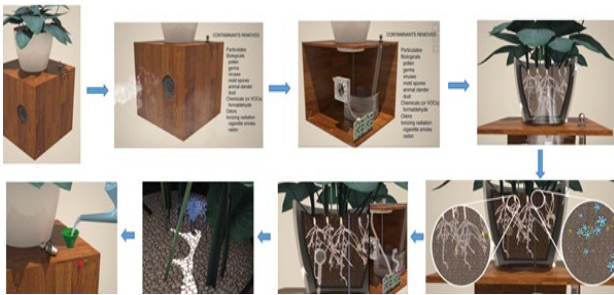 CONTAMINANTS REMOVED:
Particulates
Biologicals
pollen
germs
viruses
mold spores
animal dander
dust
Chemicals (or VOCs)
formaldehyde
Odors
Ionizing radiation
cigarette smoke
radon
CONTAMINANTS REMOVED:
Particulates
Biologicals
pollen
germs
viruses
mold spores
animal dander
dust
Chemicals (or VOCs)
formaldehyde
Odors
Ionizing radiation
cigarette smoke
radon